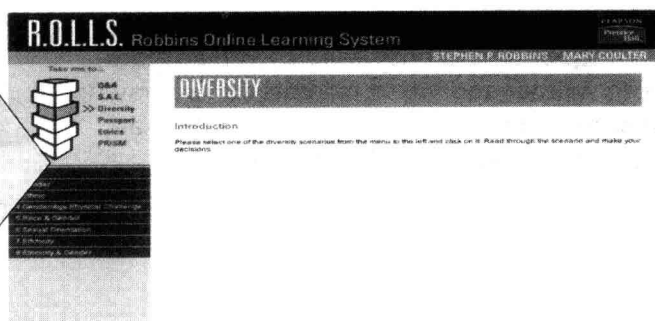 R.O.L.L.S. Robbins Online Learning System
PEARSON
Prentice
Hall
STEPHEN P. ROBBINS MARY COULTER
Take me to...
Q&A
S.A.L.
>> Diversity
Passport
Ethics
PRISM
DIVERSITY
Introduction
Please select one of the diversity scenarios from the menu to the left and click on it. Read through the scenario and make your
decisions.
4 Gender/Age/Physical Challenge
5 Race & Gender
6 Sexual Orientation
7 Ethnicity
8 Ethnicity & Gender